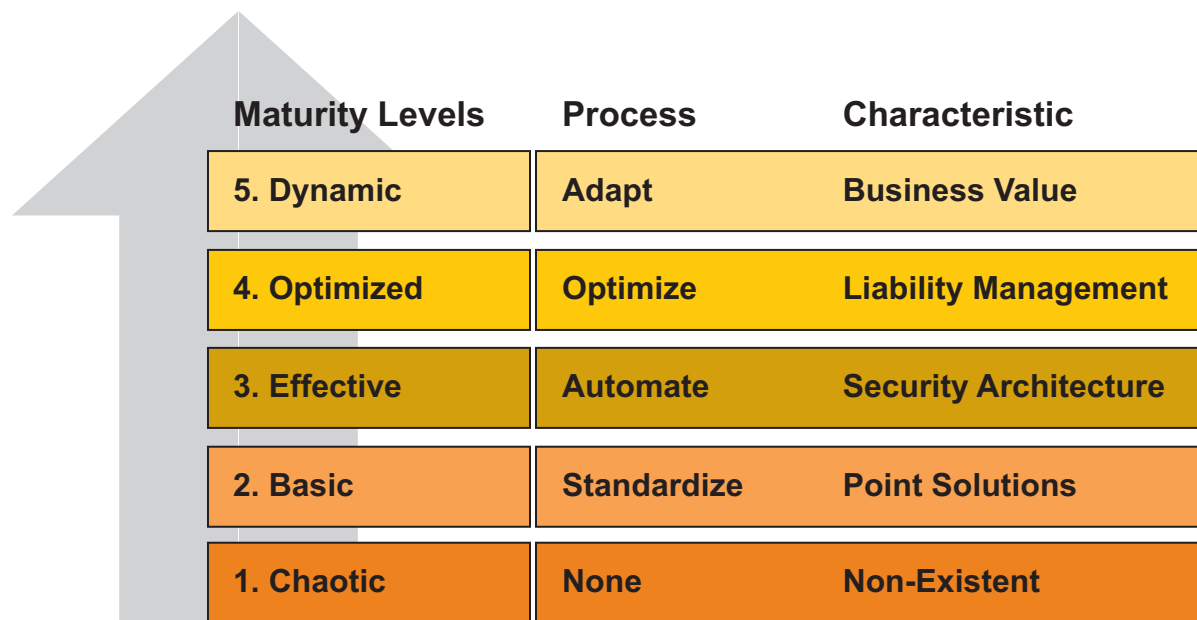 Maturity Levels Process Characteristic
5. Dynamic Adapt Business Value
4. Optimized Optimize Liability Management
3. Effective Automate Security Architecture
2. Basic Standardize Point Solutions
1. Chaotic None Non-Existent